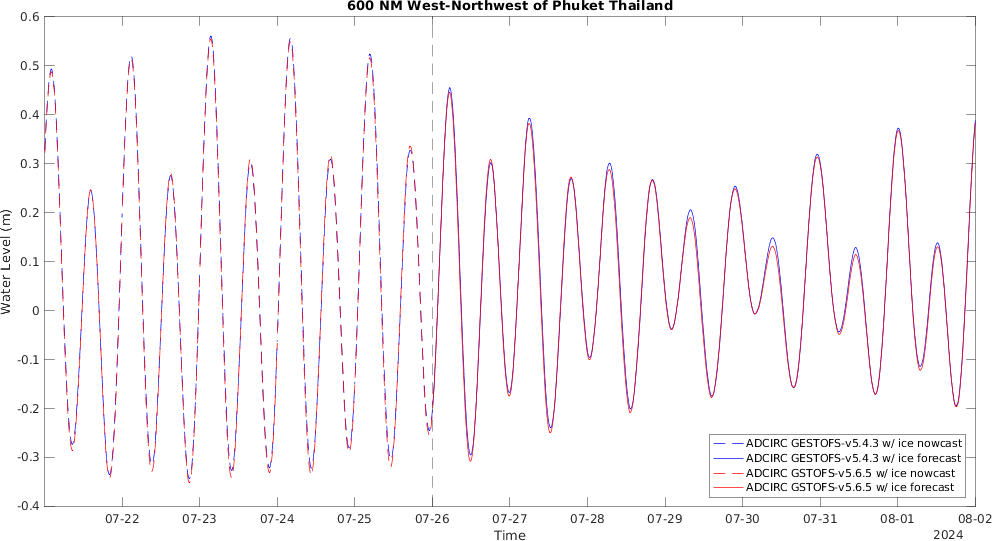 600 NM West-Northwest of Phuket Thailand
0.6
0.5
0.4
0.3
0.2
0.1
0
-0.1
-0.2
-0.3
-0.4
Water Level (m)
ADCIRC GESTOFS-v5.4.3 w/ ice nowcast
ADCIRC GESTOFS-v5.4.3 w/ ice forecast
ADCIRC GSTOFS-v5.6.5 w/ ice nowcast
ADCIRC GSTOFS-v5.6.5 w/ ice forecast
07-22 07-23 07-24 07-25 07-26 07-27 07-28 07-29 07-30 07-31 08-01 08-02
Time 2024